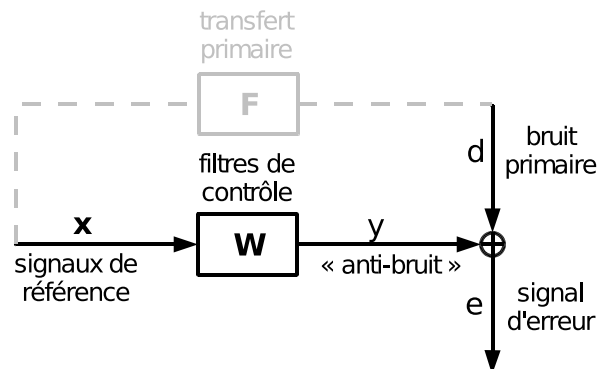 transfert
primaire
F
filtres de
contrôle
d
bruit
primaire
x
W
y
signaux de
référence
« anti-bruit »
e
signal
d'erreur